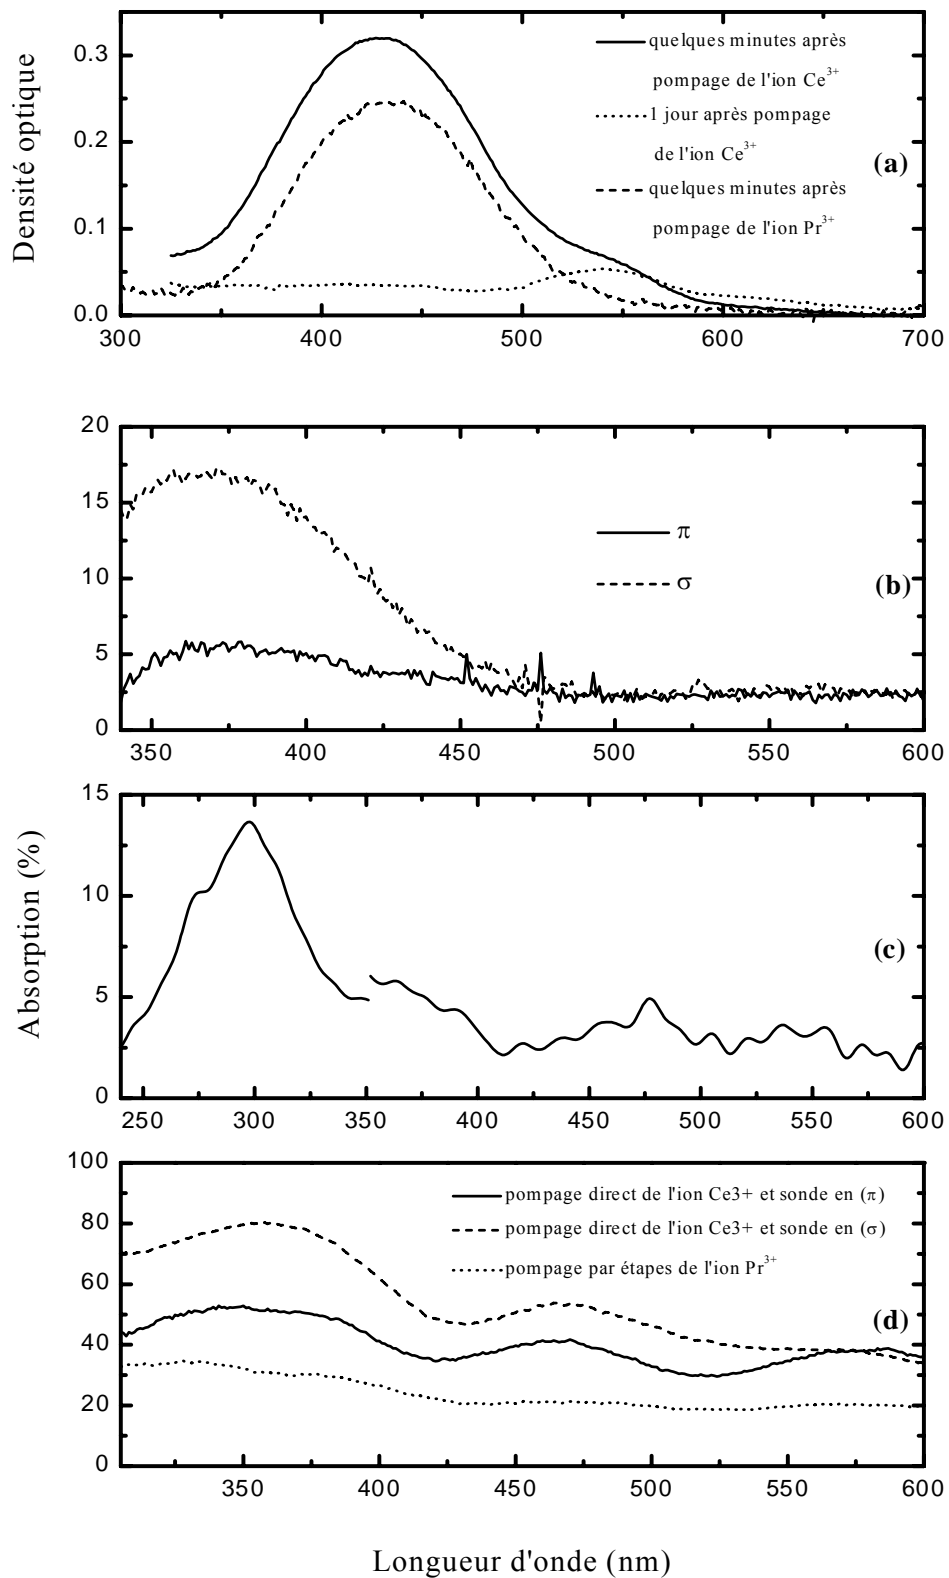 0.3
0.2
0.1
0.0
Densité optique
quelques minutes après
pompage de l'ion Ce3+
1 jour après pompage
de l'ion Ce3+
quelques minutes après
pompage de l'ion Pr3+
(a)
300 400 500 600 700
20
15
10
5
0
π
σ
(b)
350 400 450 500 550 600
15
10
5
0
Absorption (%)
(c)
250 300 350 400 450 500 550 600
100
80
60
40
20
0
pompage direct de l'ion Ce3+ et sonde en (π)
pompage direct de l'ion Ce3+ et sonde en (σ)
pompage par étapes de l'ion Pr3+
(d)
350 400 450 500 550 600
Longueur d'onde (nm)